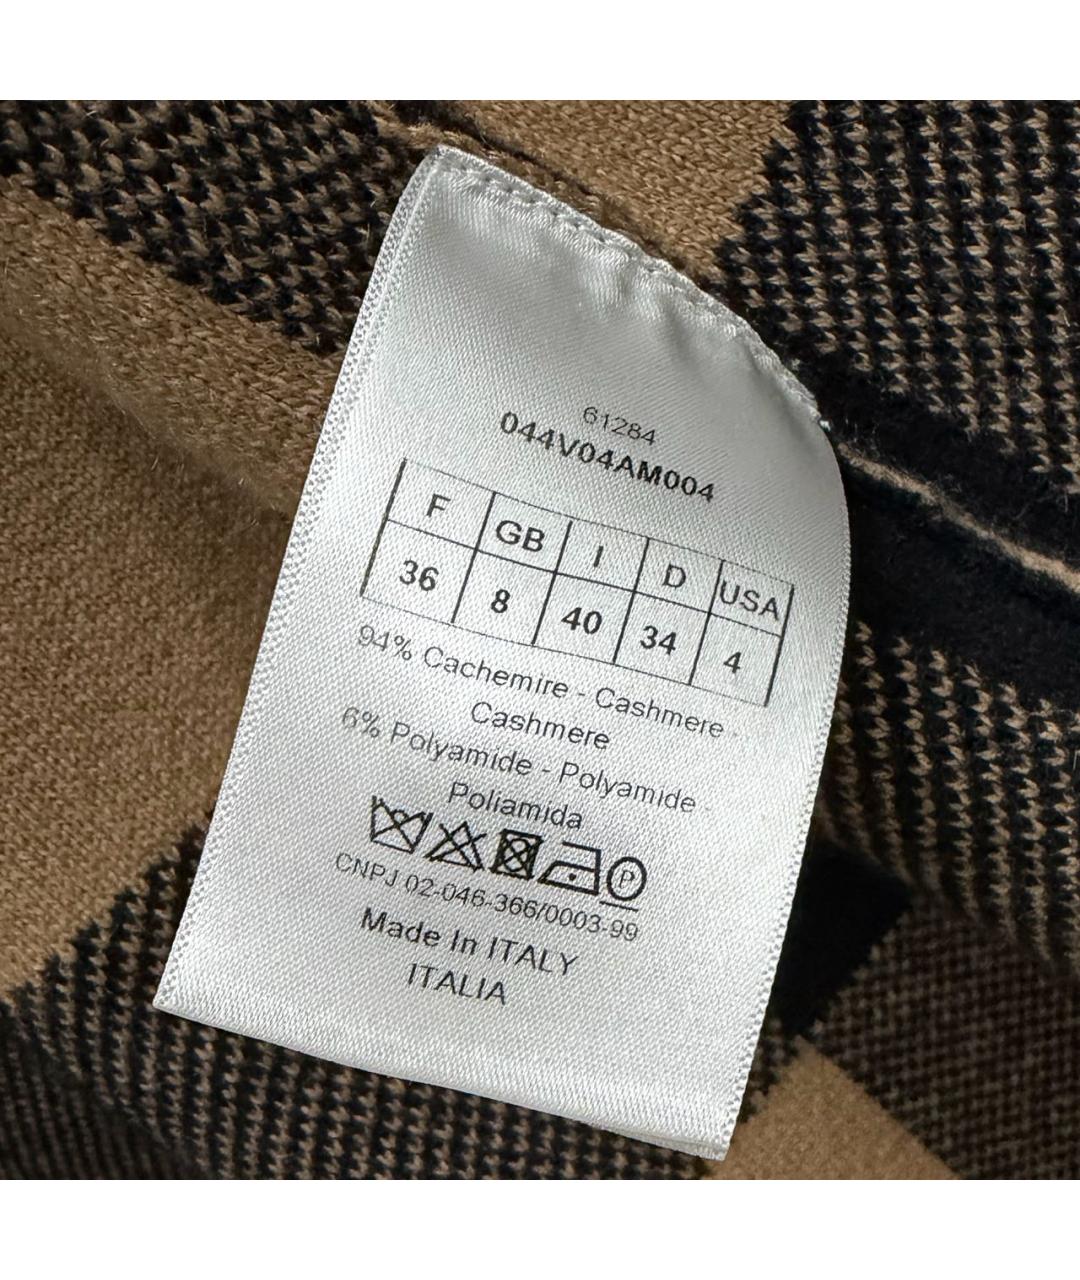 61284
044V04AM004
F GB I D USA
36 8 40 34 4
94% Cachemire - Cashmere -
Cashmere
6% Polyamide - Polyamide -
Poliamida
P
CNPJ 02-046-366/0003-99
Made In ITALY
ITALIA